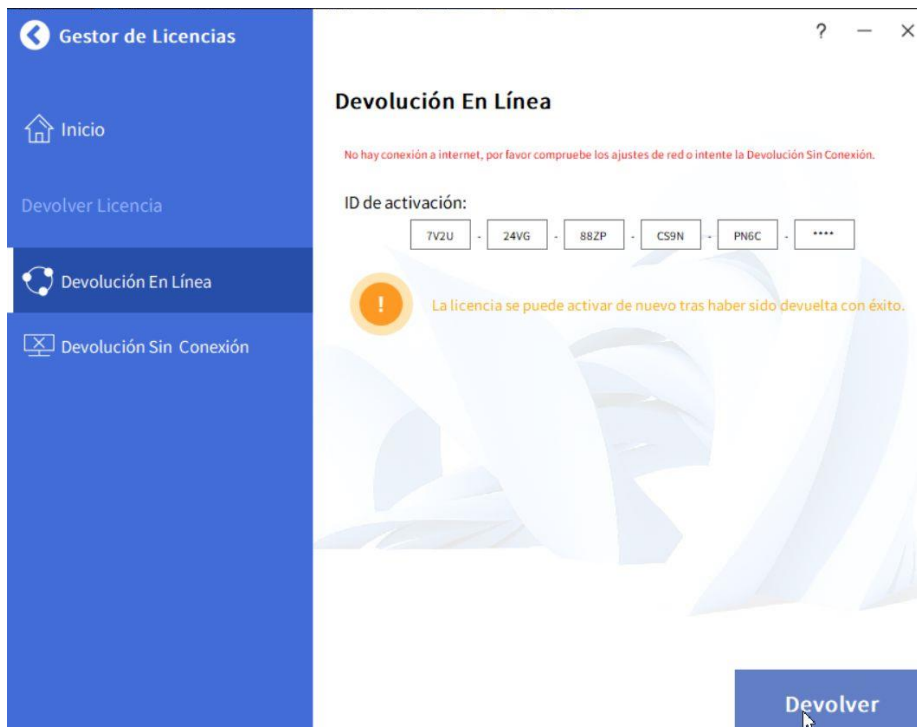 Gestor de Licencias
?
Inicio
Devolver Licencia
Devolución En Línea
Devolución Sin Conexión
Devolución En Línea
No hay conexión a internet, por favor compruebe los ajustes de red o intente la Devolución Sin Conexión.
ID de activación:
7V2U - 24VG - 88ZP - CS9N - PN6C - ****
!
La licencia se puede activar de nuevo tras haber sido devuelta con éxito.
Devolver